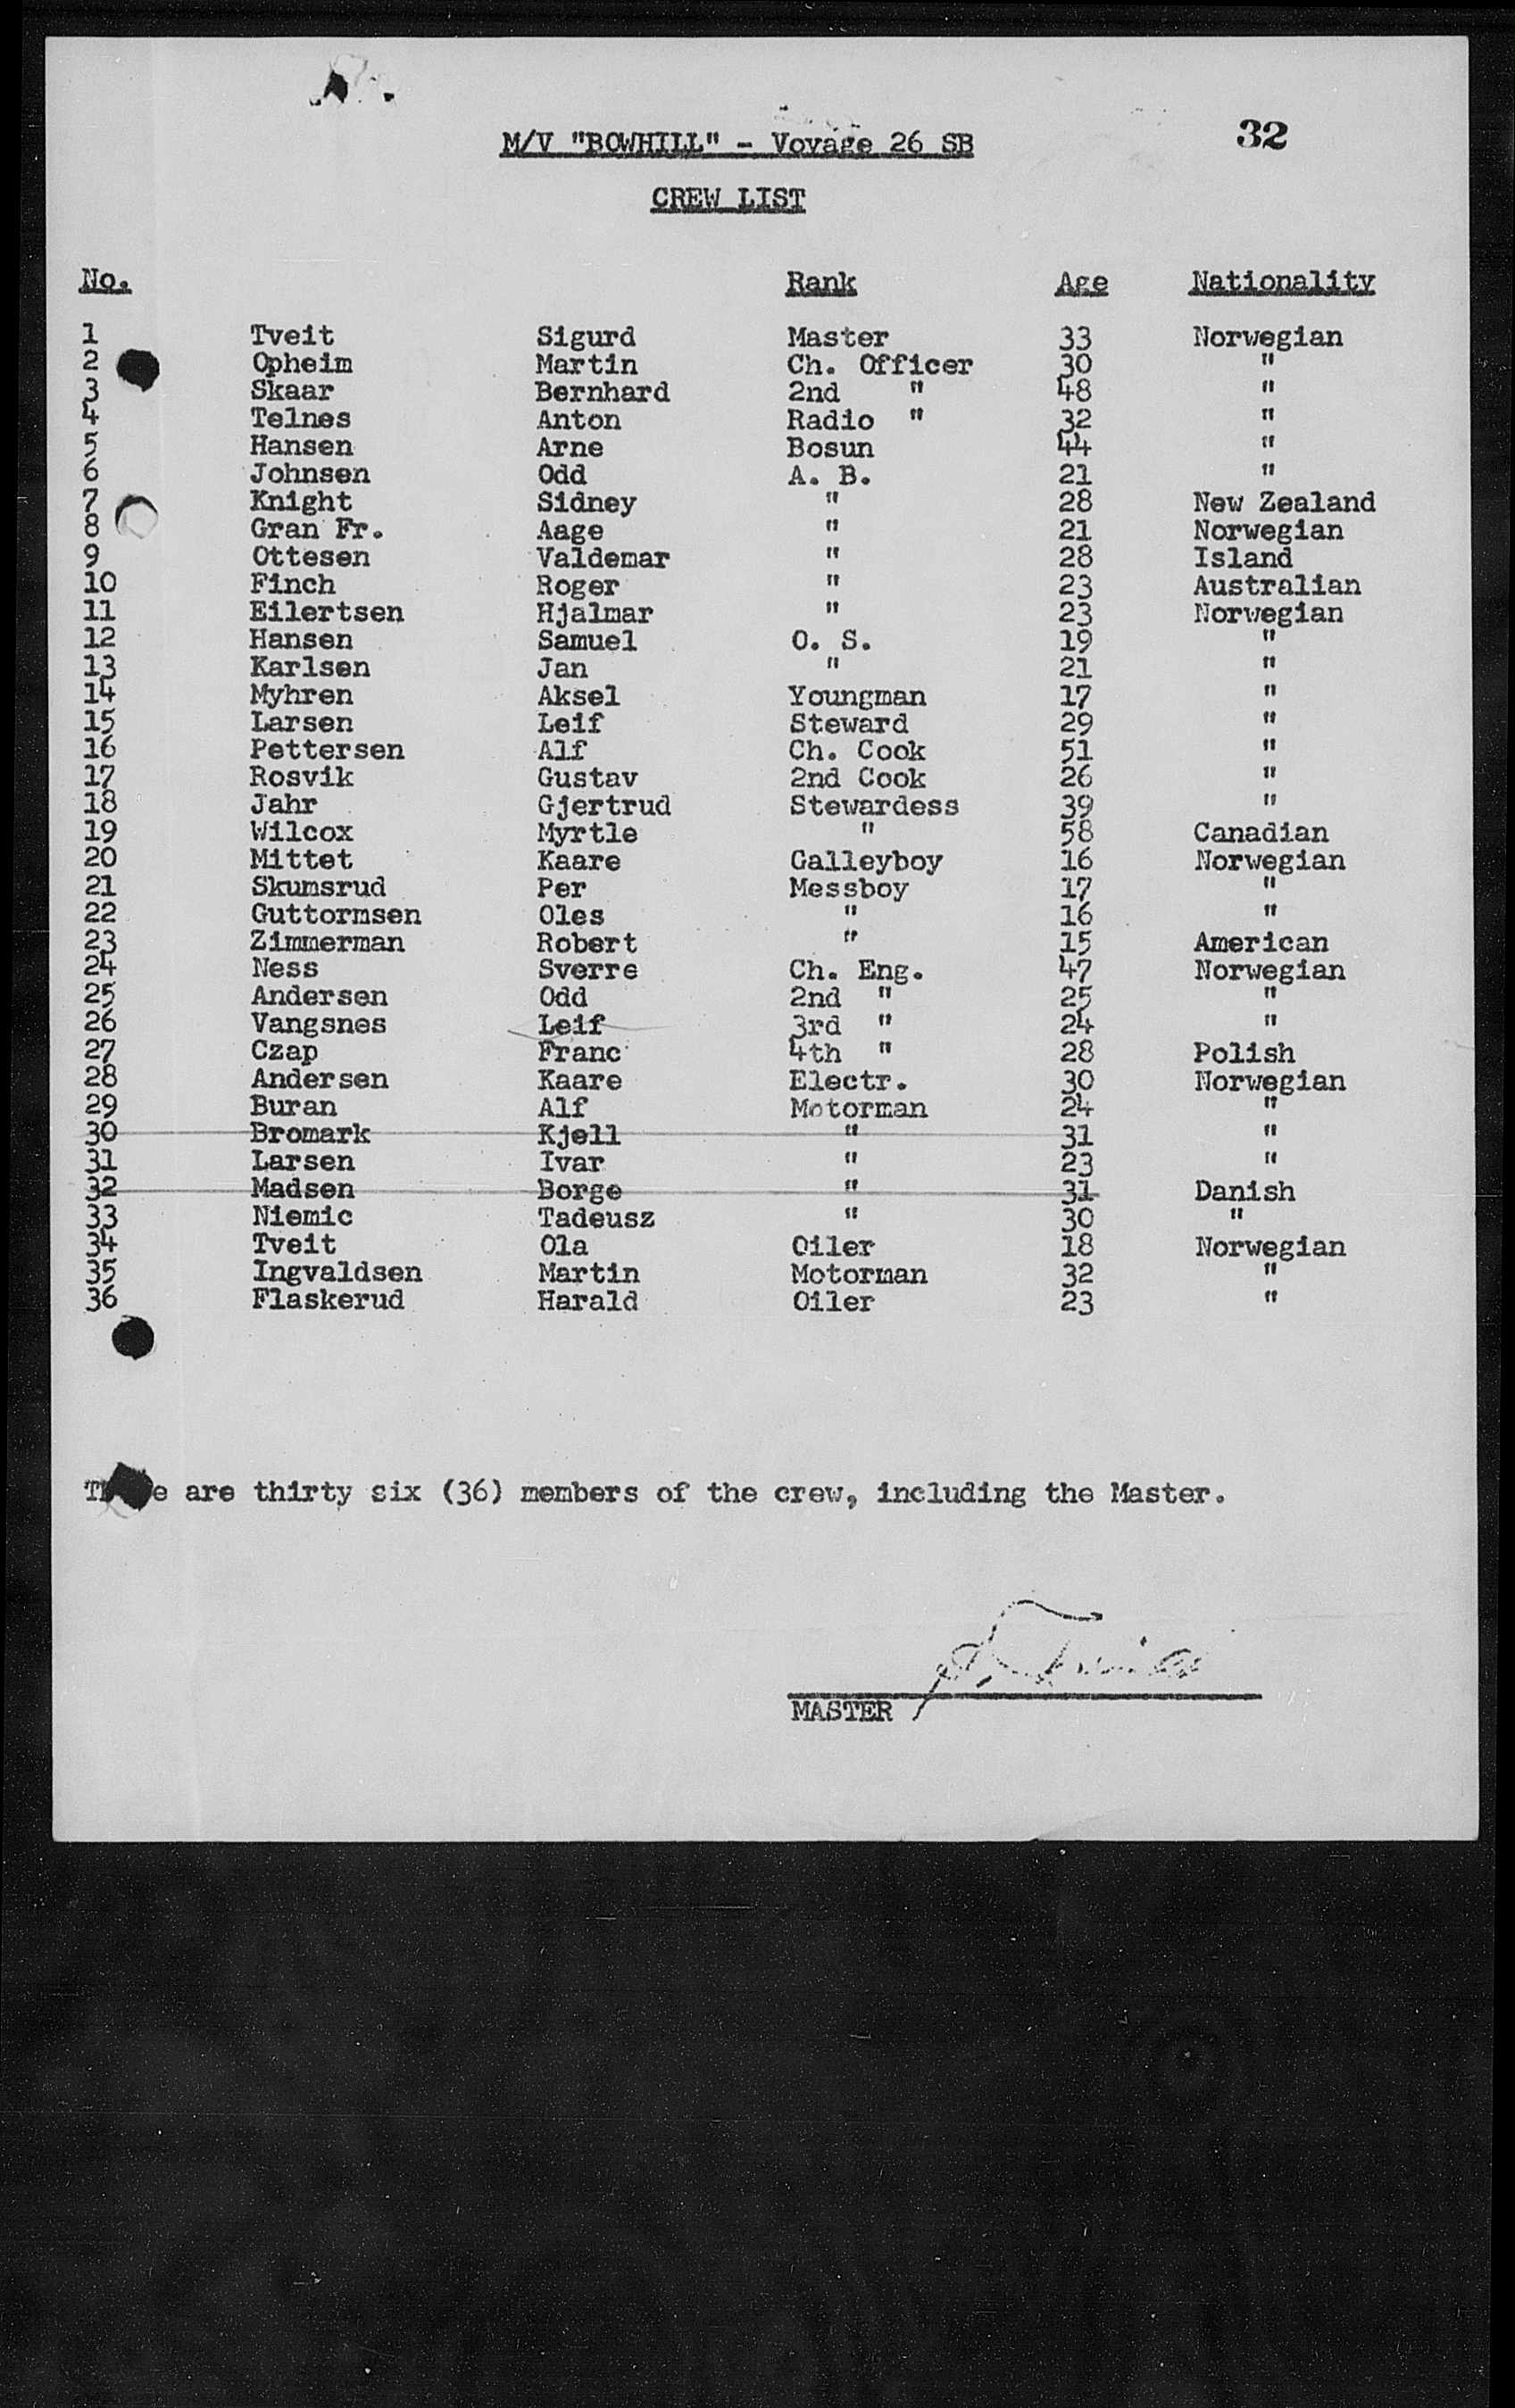 M/V "BOWHILL" - Voyage 26 SB 32
CREW LIST
No. Rank Age Nationality
1 Tveit Sigurd Master 33 Norwegian
2 Opheim Martin Ch. Officer 30 "
3 Skaar Bernhard 2nd " 48 "
4 Telnes Anton Radio " 32 "
5 Hansen Arne Bosun 44 "
6 Johnsen Odd A. B. 21 "
7 Knight Sidney " 28 New Zealand
8 Gran Fr. Aage " 21 Norwegian
9 Ottesen Valdemar " 28 Island
10 Finch Roger " 23 Australian
11 Eilertsen Hjalmar " 23 Norwegian
12 Hansen Samuel O. S. 19 "
13 Karlsen Jan " 21 "
14 Myhren Aksel Youngman 17 "
15 Larsen Leif Steward 29 "
16 Pettersen Alf Ch. Cook 51 "
17 Rosvik Gustav 2nd Cook 26 "
18 Jahr Gjertrud Stewardess 39 "
19 Wilcox Myrtle " 58 Canadian
20 Mittet Kaare Galleyboy 16 Norwegian
21 Skumsrud Per Messboy 17 "
22 Guttormsen Oles " 16 "
23 Zimmerman Robert " 15 American
24 Ness Sverre Ch. Eng. 47 Norwegian
25 Andersen Odd 2nd " 25 "
26 Vangsnes Leif 3rd " 24 "
27 Czap Franc 4th " 28 Polish
28 Andersen Kaare Electr. 30 Norwegian
29 Buran Alf Motorman 24 "
30 Bromark Kjell " 31 "
31 Larsen Ivar " 23 "
32 Madsen Borge " 31 Danish
33 Niemic Tadeusz " 30 "
34 Tveit Ola Oiler 18 Norwegian
35 Ingvaldsen Martin Motorman 32 "
36 Flaskerud Harald Oiler 23 "
are thirty six (36) members of the crew, including the Master.
S. Tveit
MASTER